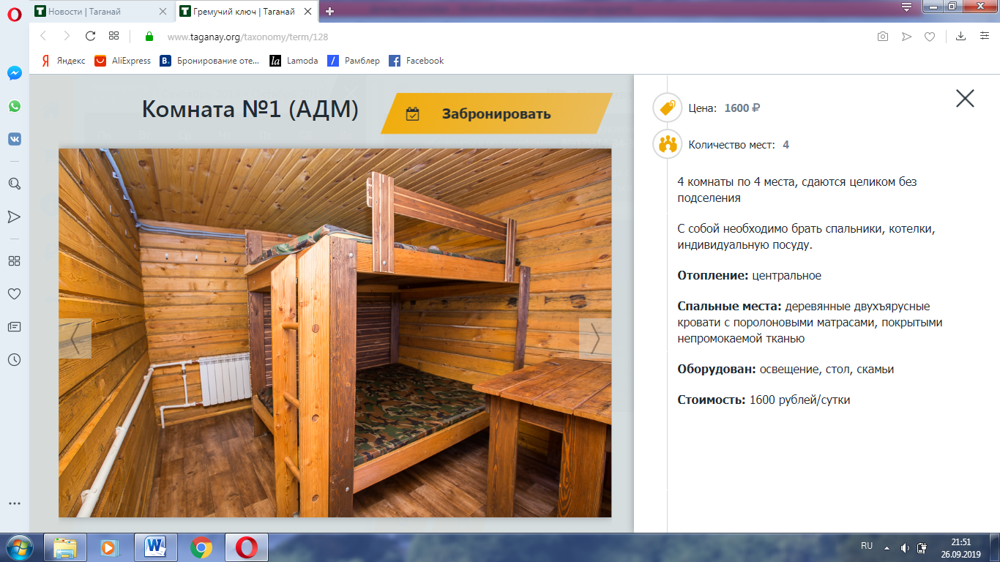 Новости | Таганай
Гремучий ключ | Таганай
www.taganay.org/taxonomy/term/128
Яндекс
AliExpress
Бронирование оте...
Lamoda
Рамблер
Facebook
Комната №1 (АДМ)
Забронировать
Цена: 1600 ₽
Количество мест: 4
4 комнаты по 4 места, сдаются целиком без
подселения
С собой необходимо брать спальники, котелки,
индивидуальную посуду.
Отопление: центральное
Спальные места: деревянные двухъярусные
кровати с поролоновыми матрасами, покрытыми
непромокаемой тканью
Оборудован: освещение, стол, скамьи
Стоимость: 1600 рублей/сутки
RU
21:51
26.09.2019